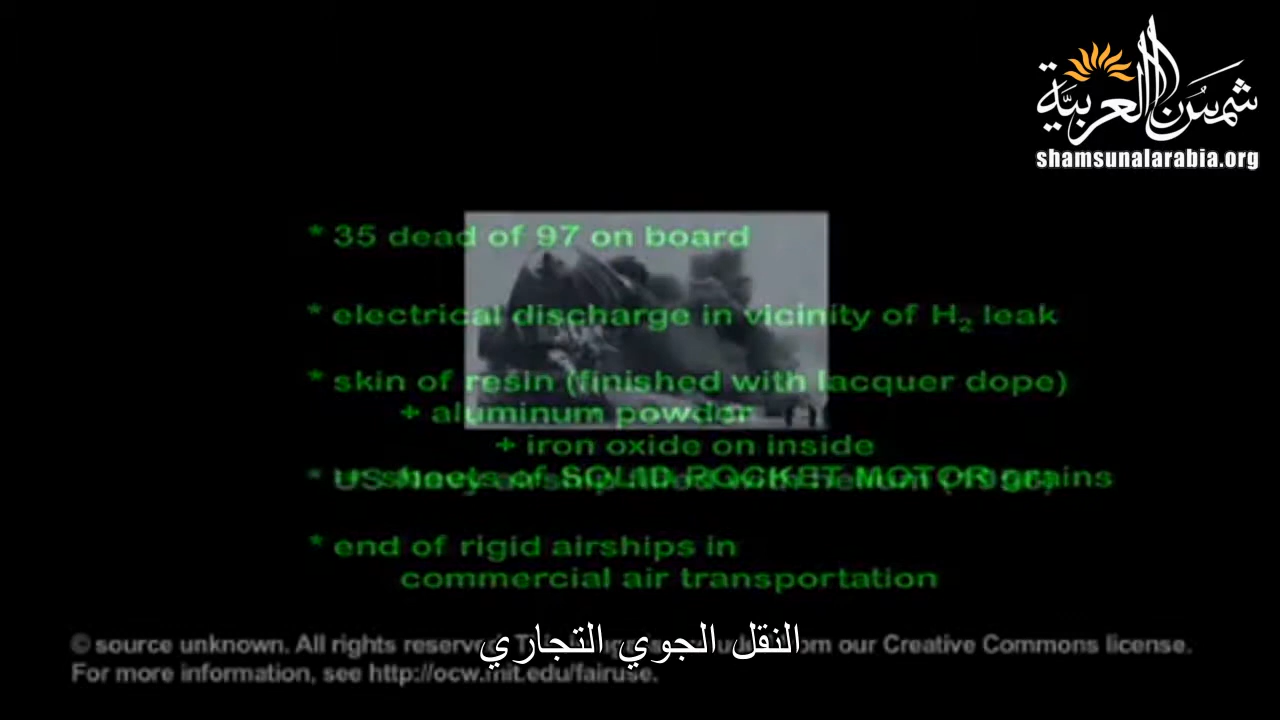 شمس العربية
shamsunalarabia.org
* 35 dead of 97 on board
* electrical discharge in vicinity of H₂ leak
* skin of resin (finished with lacquer dope)
+ aluminum powder
+ iron oxide on inside
sheets of SOLID ROCKET MOTOR grains
* end of rigid airships in
commercial air transportation
النقل الجوي التجاري
© source unknown. All rights reserved. from our Creative Commons license.
For more information, see http://ocw.mit.edu/fairuse.